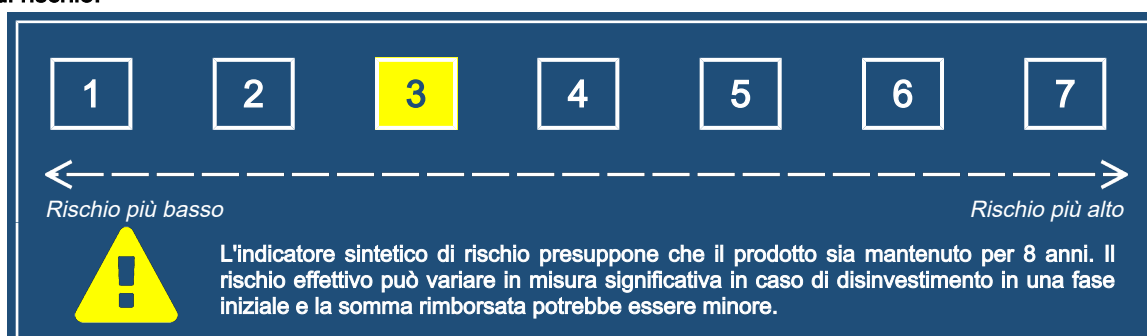 di rischio.
1 2 3 4 5 6 7
Rischio più basso Rischio più alto
L'indicatore sintetico di rischio presuppone che il prodotto sia mantenuto per 8 anni. Il
rischio effettivo può variare in misura significativa in caso di disinvestimento in una fase
iniziale e la somma rimborsata potrebbe essere minore.